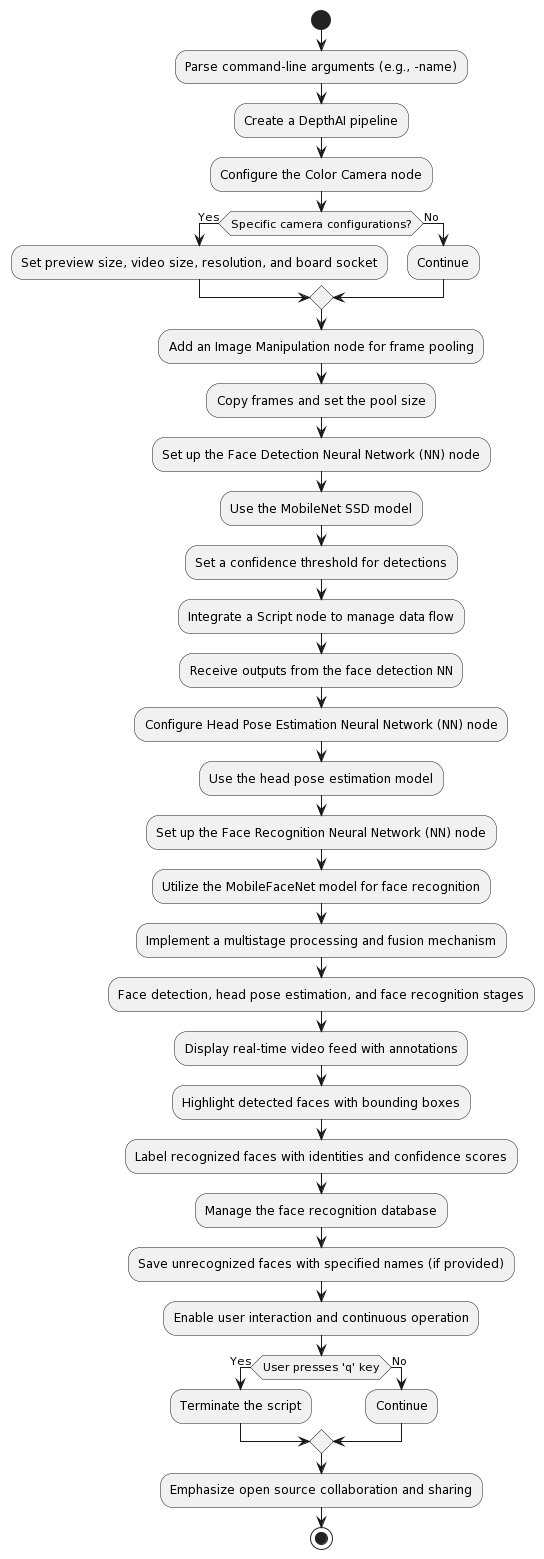 Parse command-line arguments (e.g., -name)
Create a DepthAI pipeline
Configure the Color Camera node
Yes
Specific camera configurations?
No
Set preview size, video size, resolution, and board socket
Continue
Add an Image Manipulation node for frame pooling
Copy frames and set the pool size
Set up the Face Detection Neural Network (NN) node
Use the MobileNet SSD model
Set a confidence threshold for detections
Integrate a Script node to manage data flow
Receive outputs from the face detection NN
Configure Head Pose Estimation Neural Network (NN) node
Use the head pose estimation model
Set up the Face Recognition Neural Network (NN) node
Utilize the MobileFaceNet model for face recognition
Implement a multistage processing and fusion mechanism
Face detection, head pose estimation, and face recognition stages
Display real-time video feed with annotations
Highlight detected faces with bounding boxes
Label recognized faces with identities and confidence scores
Manage the face recognition database
Save unrecognized faces with specified names (if provided)
Enable user interaction and continuous operation
Yes
User presses 'q' key
No
Terminate the script
Continue
Emphasize open source collaboration and sharing